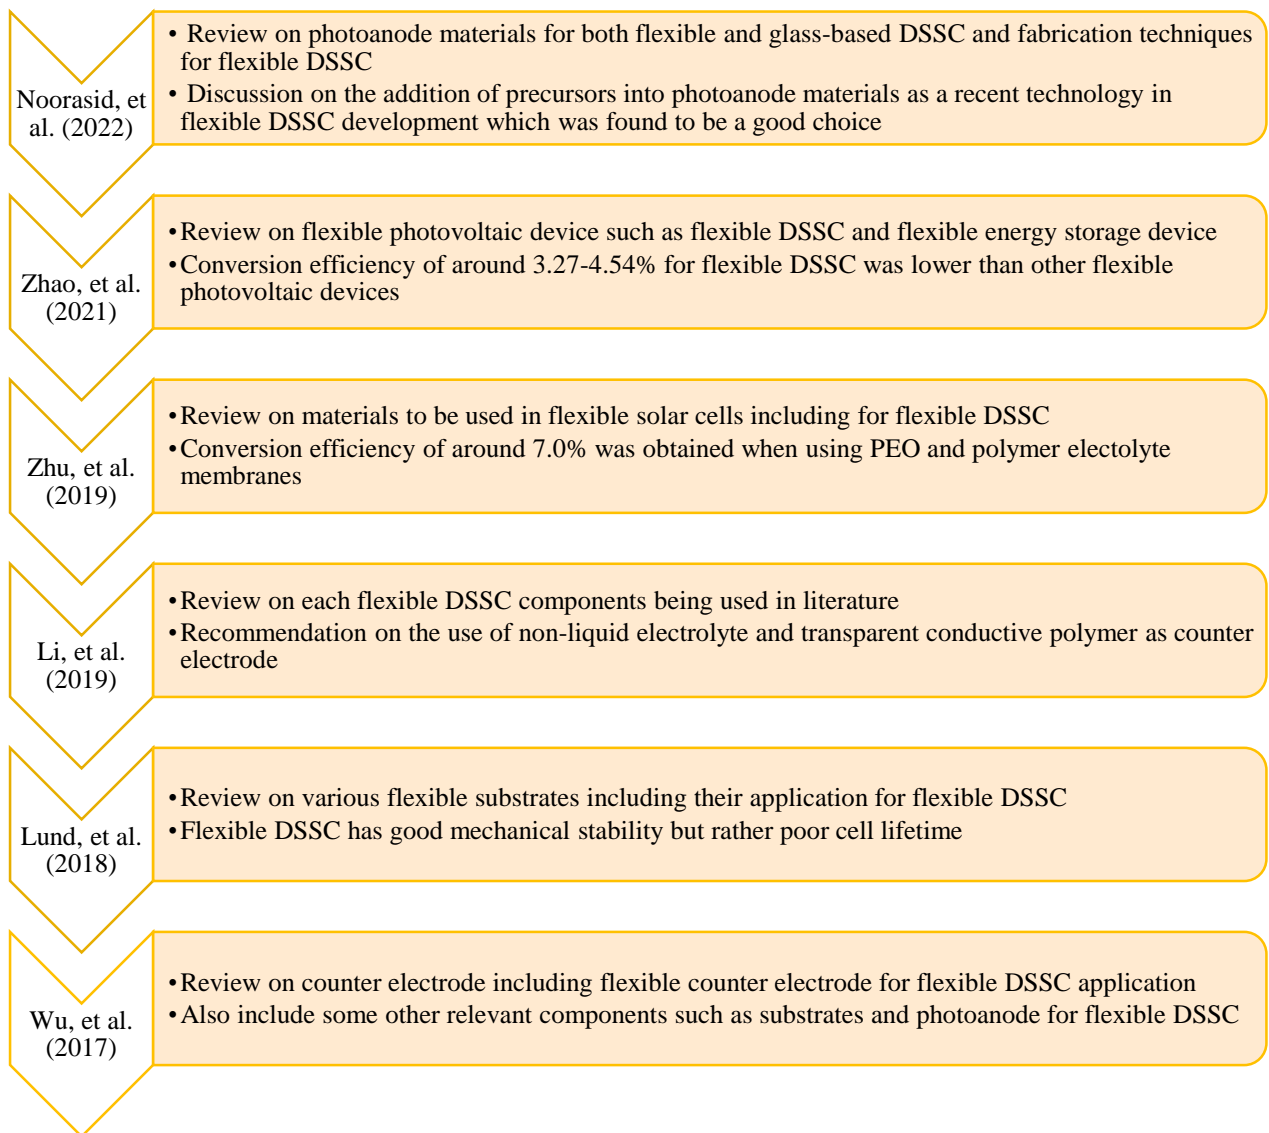 Noorasid, et
al. (2022)
• Review on photoanode materials for both flexible and glass-based DSSC and fabrication techniques
for flexible DSSC
• Discussion on the addition of precursors into photoanode materials as a recent technology in
flexible DSSC development which was found to be a good choice
Zhao, et al.
(2021)
•Review on flexible photovoltaic device such as flexible DSSC and flexible energy storage device
•Conversion efficiency of around 3.27-4.54% for flexible DSSC was lower than other flexible
photovoltaic devices
Zhu, et al.
(2019)
•Review on materials to be used in flexible solar cells including for flexible DSSC
•Conversion efficiency of around 7.0% was obtained when using PEO and polymer electolyte
membranes
Li, et al.
(2019)
•Review on each flexible DSSC components being used in literature
•Recommendation on the use of non-liquid electrolyte and transparent conductive polymer as counter
electrode
Lund, et al.
(2018)
•Review on various flexible substrates including their application for flexible DSSC
•Flexible DSSC has good mechanical stability but rather poor cell lifetime
Wu, et al.
(2017)
•Review on counter electrode including flexible counter electrode for flexible DSSC application
•Also include some other relevant components such as substrates and photoanode for flexible DSSC